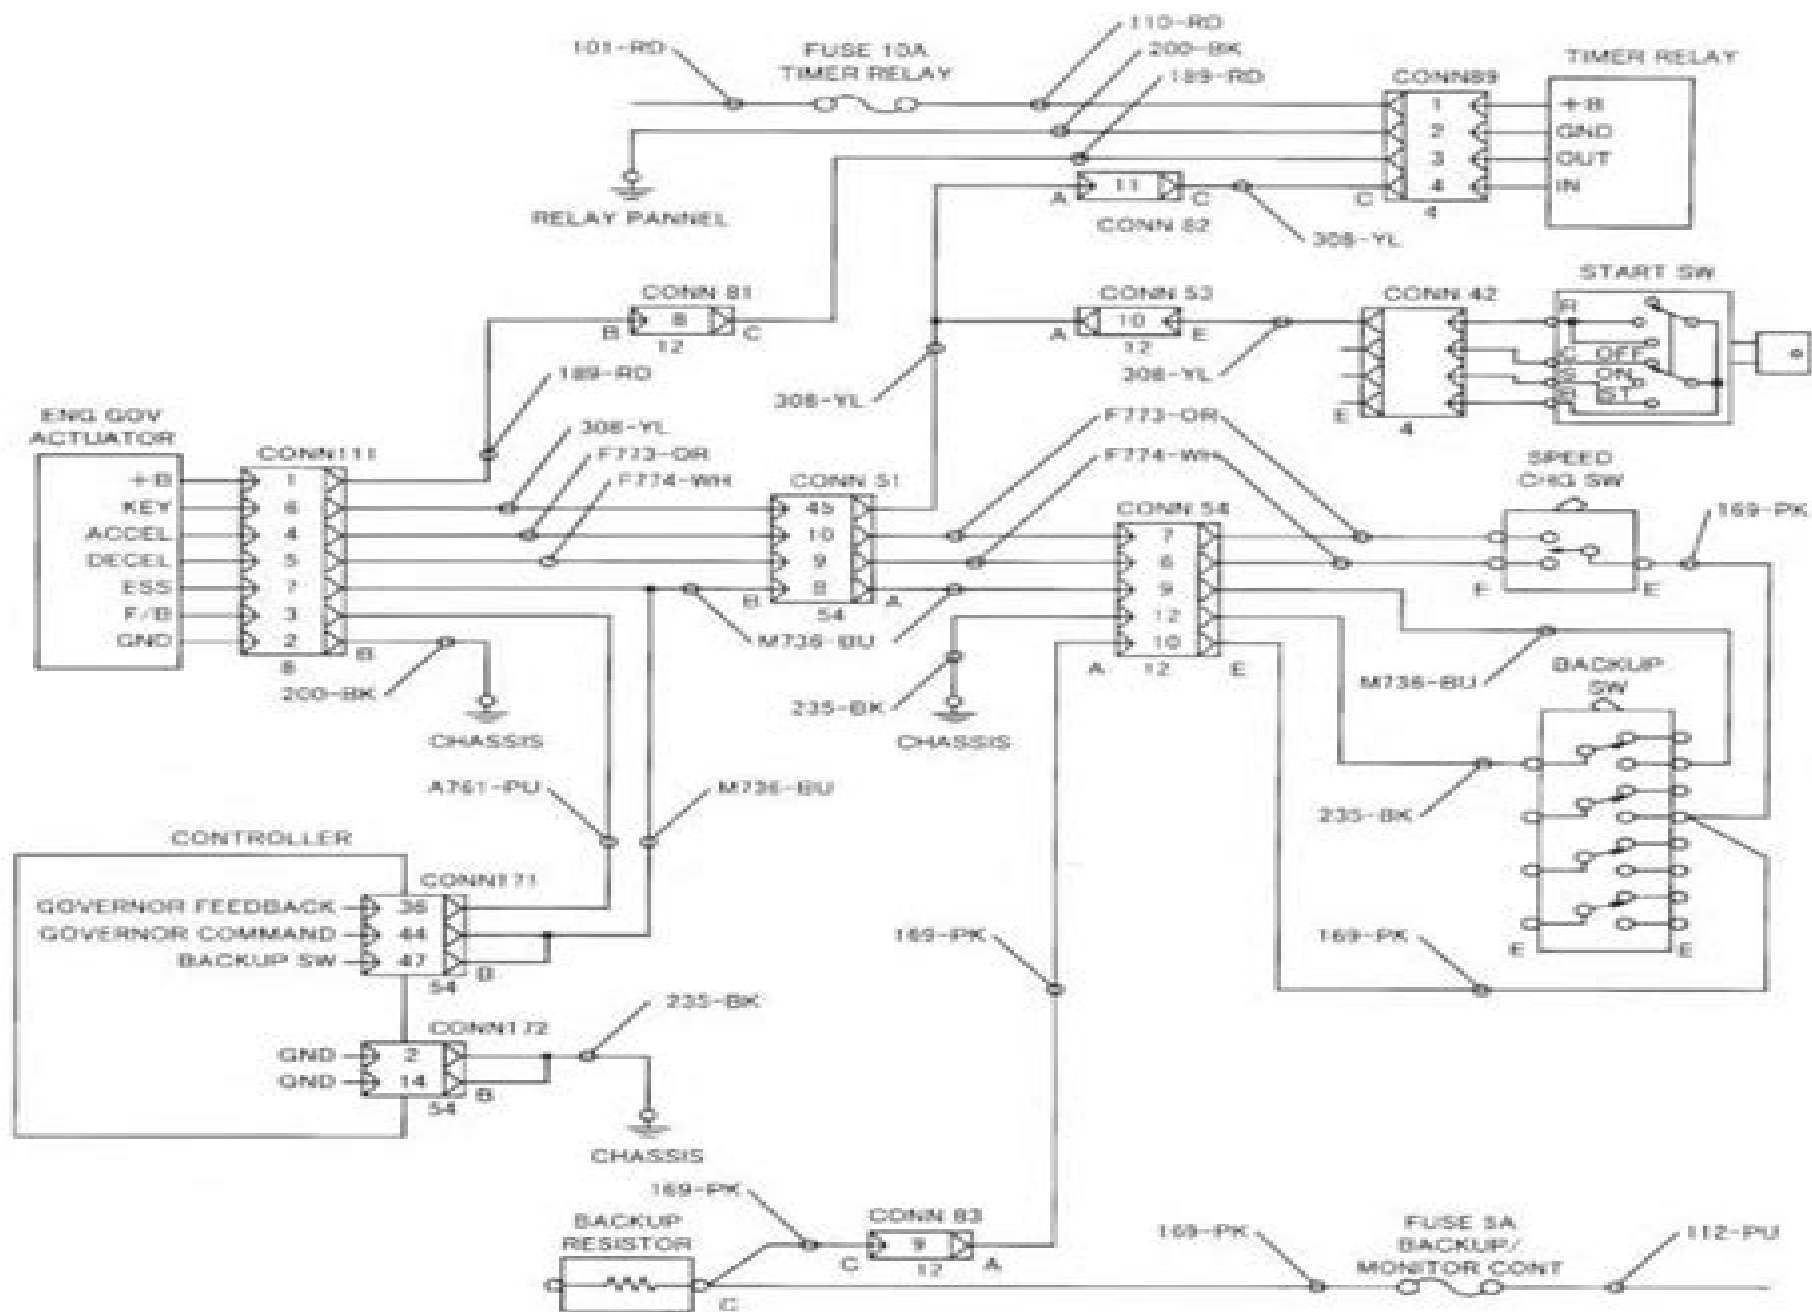 110-RD
101-RD
FUSE 10A
TIMER RELAY
200-BK
189-RD
TIMER RELAY
CONN89
1
+B
2
GND
3
OUT
A
11
C
C
4
IN
4
RELAY PANNEL
CONN 82
308-YL
START SW
CONN 81
CONN 53
CONN 42
B
8
C
12
A
10
E
12
R
OFF
ON
ST
E
4
189-RD
308-YL
308-YL
ENG GOV
ACTUATOR
308-YL
F773-OR
CONN111
F773-OR
F774-WH
SPEED
CHG SW
+B
1
F774-WH
CONN 51
KEY
6
45
CONN 54
169-PK
ACCEL
4
10
7
DECEL
5
9
6
ESS
7
B
8
A
9
F
E
F/B
3
54
12
GND
2
B
M736-BU
10
8
A
12
E
200-BK
235-BK
M736-BU
BACKUP
SW
CHASSIS
CHASSIS
A761-PU
M736-BU
235-BK
CONTROLLER
CONN171
GOVERNOR FEEDBACK
36
GOVERNOR COMMAND
44
169-PK
169-PK
BACKUP SW
47
B
54
E
E
235-BK
CONN172
GND
2
GND
14
B
54
CHASSIS
169-PK
BACKUP
RESISTOR
CONN 83
169-PK
FUSE 5A
BACKUP/
MONITOR CONT
112-PU
C
9
A
12
C